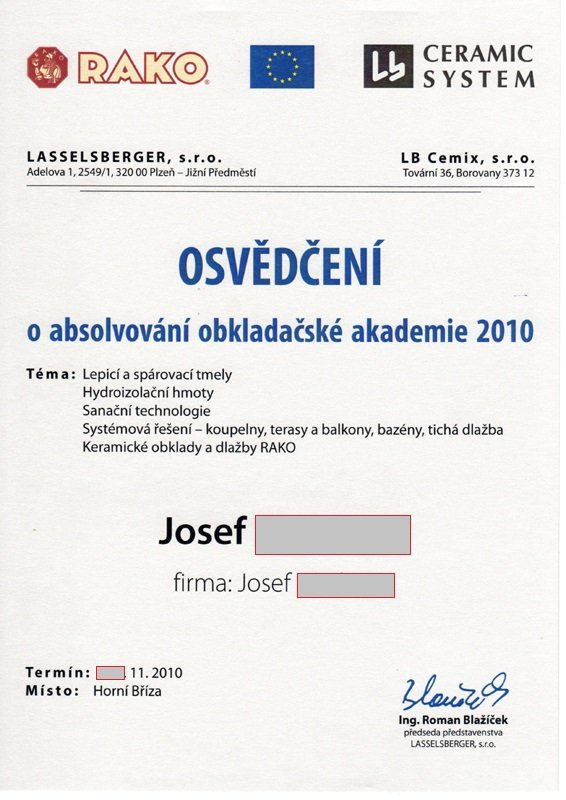 RAKO®
LB CERAMIC SYSTEM
LASSELSBERGER, s.r.o.
Adelova 1, 2549/1, 320 00 Plzeň – Jižní Předměstí
LB Cemix, s.r.o.
Tovární 36, Borovany 373 12
OSVĚDČENÍ
o absolvování obkladačské akademie 2010
Téma: Lepicí a spárovací tmely
Hydroizolační hmoty
Sanační technologie
Systémová řešení – koupelny, terasy a balkony, bazény, tichá dlažba
Keramické obklady a dlažby RAKO
Josef
firma: Josef
Termín: . 11. 2010
Místo: Horní Bříza
Ing. Roman Blažíček
předseda představenstva
LASSELSBERGER, s.r.o.